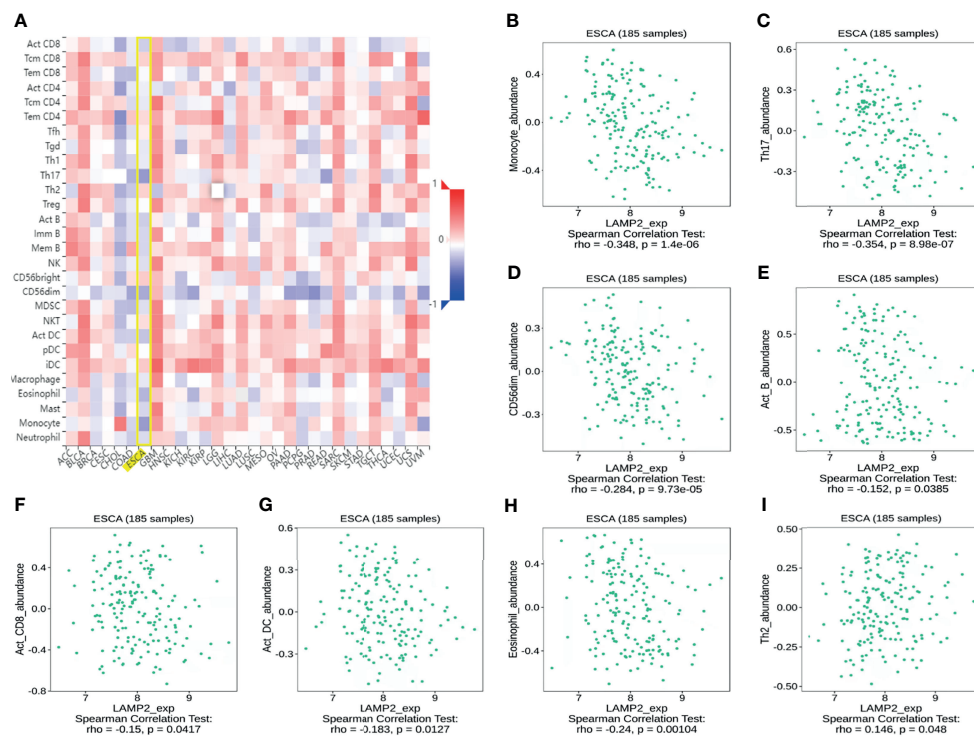 A
Act CD8
Tcm CD8
Tem CD8
Act CD4
Tcm CD4
Tem CD4
Tfh
Tgd
Th1
Th17
Th2
Treg
Act B
Imm B
Mem B
NK
CD56bright
CD56dim
MDSC
NKT
Act DC
pDC
iDC
Macrophage
Eosinophil
Mast
Monocyte
Neutrophil
ACC
BLCA
BRCA
CESC
CHOL
COAD
ESCA
GBM
HNSC
KICH
KIRC
KIRP
LGG
LIHC
LUAD
LUSC
MESO
OV
PAAD
PCPG
PRAD
READ
SARC
SKCM
STAD
TGCT
THCA
UCEC
UCS
UVM
1
0
-1
B
ESCA (185 samples)
Monocyte_abundance
0.4
0.0
-0.4
7 8 9
LAMP2_exp
Spearman Correlation Test:
rho = -0.348, p = 1.4e-06
C
ESCA (185 samples)
Th17_abundance
0.6
0.3
0.0
-0.3
7 8 9
LAMP2_exp
Spearman Correlation Test:
rho = -0.354, p = 8.98e-07
D
ESCA (185 samples)
CD56dim_abundance
0.3
0.0
-0.3
7 8 9
LAMP2_exp
Spearman Correlation Test:
rho = -0.284, p = 9.73e-05
E
ESCA (185 samples)
Act_B_abundance
0.5
0.0
-0.5
7 8 9
LAMP2_exp
Spearman Correlation Test:
rho = -0.152, p = 0.0385
F
ESCA (185 samples)
Act_CD8_abundance
0.4
0.0
-0.4
-0.8
7 8 9
LAMP2_exp
Spearman Correlation Test:
rho = -0.15, p = 0.0417
G
ESCA (185 samples)
Act_DC_abundance
0.6
0.3
0.0
-0.3
7 8 9
LAMP2_exp
Spearman Correlation Test:
rho = -0.183, p = 0.0127
H
ESCA (185 samples)
Eosinophil_abundance
0.4
0.0
-0.4
7 8 9
LAMP2_exp
Spearman Correlation Test:
rho = -0.24, p = 0.00104
I
ESCA (185 samples)
Th2_abundance
0.50
0.25
0.00
-0.25
-0.50
7 8 9
LAMP2_exp
Spearman Correlation Test:
rho = 0.146, p = 0.048